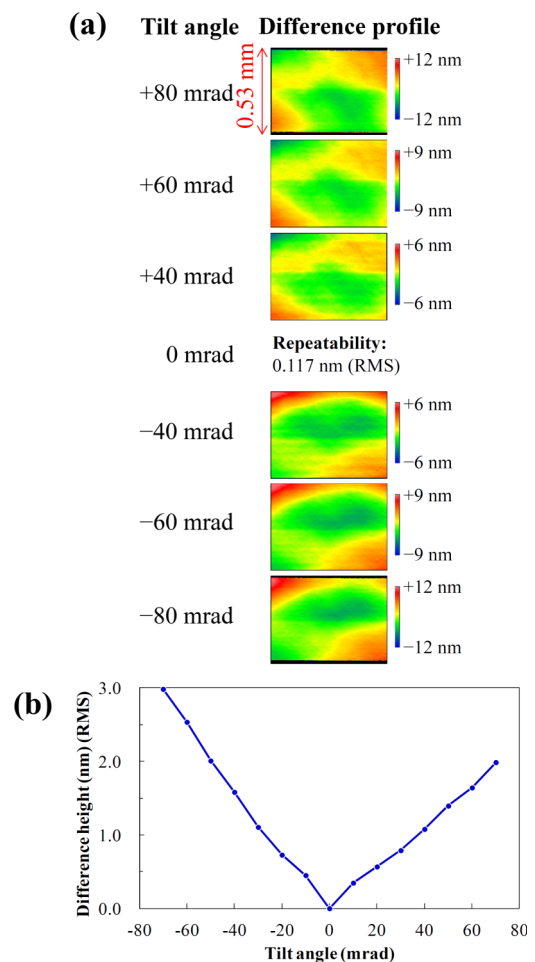 (a) Tilt angle Difference profile
+80 mrad
0.53 mm
+12 nm
−12 nm
+60 mrad
+9 nm
−9 nm
+40 mrad
+6 nm
−6 nm
0 mrad
Repeatability:
0.117 nm (RMS)
−40 mrad
+6 nm
−6 nm
−60 mrad
+9 nm
−9 nm
−80 mrad
+12 nm
−12 nm
(b)
Difference height (nm) (RMS)
3.0
2.0
1.0
0.0
-80 -60 -40 -20 0 20 40 60 80
Tilt angle (mrad)